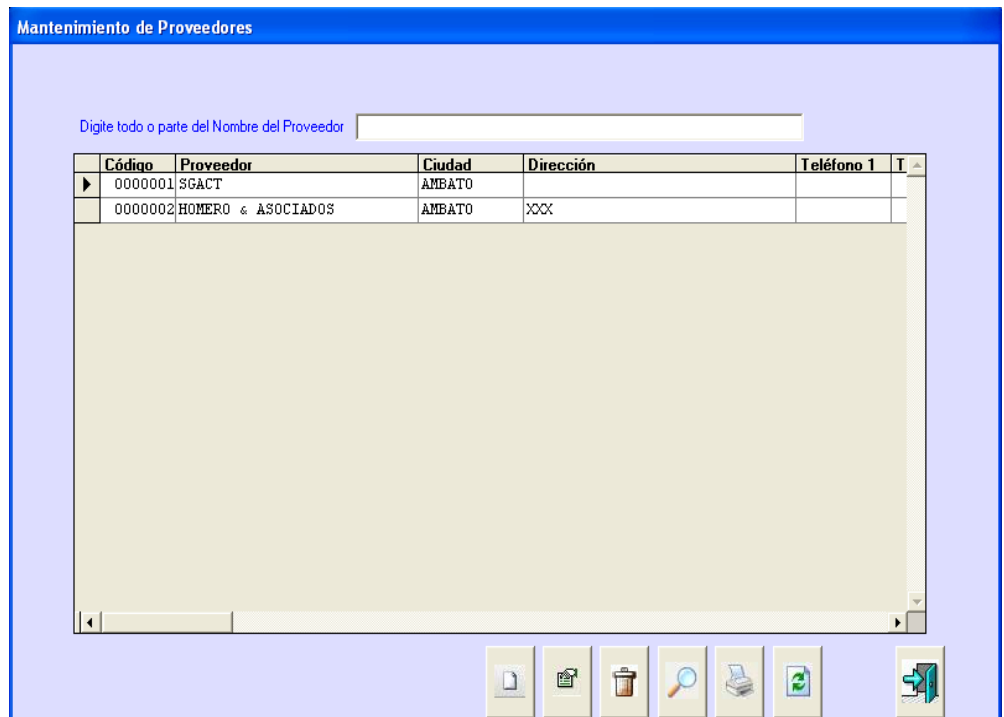 Mantenimiento de Proveedores
Digite todo o parte del Nombre del Proveedor
Código Proveedor Ciudad Dirección Teléfono 1 T
0000001 SGACT AMBATO
0000002 HOMERO & ASOCIADOS AMBATO XXX